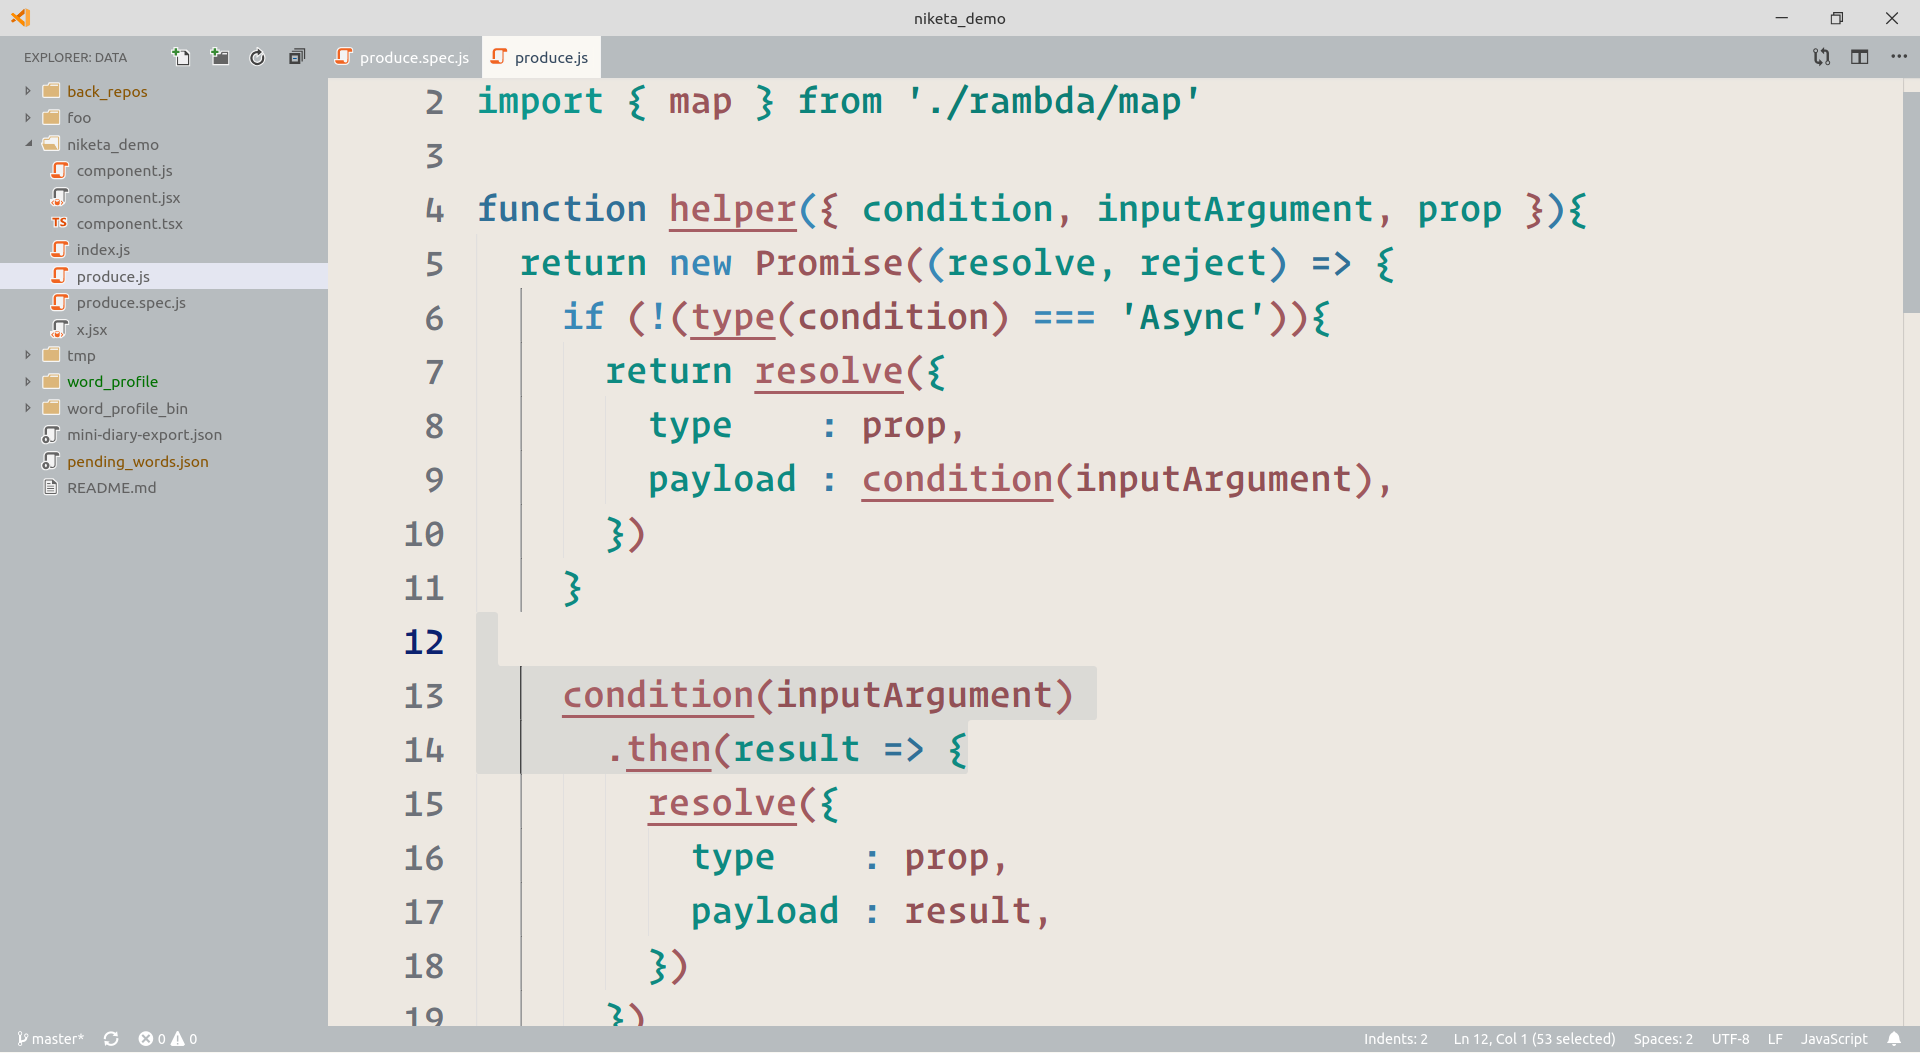 niketa_demo
EXPLORER: DATA
produce.spec.js
produce.js
back_repos
foo
niketa_demo
component.js
component.jsx
TS component.tsx
index.js
produce.js
produce.spec.js
x.jsx
tmp
word_profile
word_profile_bin
mini-diary-export.json
pending_words.json
README.md
2 import { map } from './rambda/map'
3
4 function helper({ condition, inputArgument, prop }){
5   return new Promise((resolve, reject) => {
6     if (!(type(condition) === 'Async')){
7       return resolve({
8         type    : prop,
9         payload : condition(inputArgument),
10       })
11     }
12
13     condition(inputArgument)
14       .then(result => {
15         resolve({
16           type    : prop,
17           payload : result,
18         })
19       })
master* 0 0 Indents: 2 Ln 12, Col 1 (53 selected) Spaces: 2 UTF-8 LF JavaScript